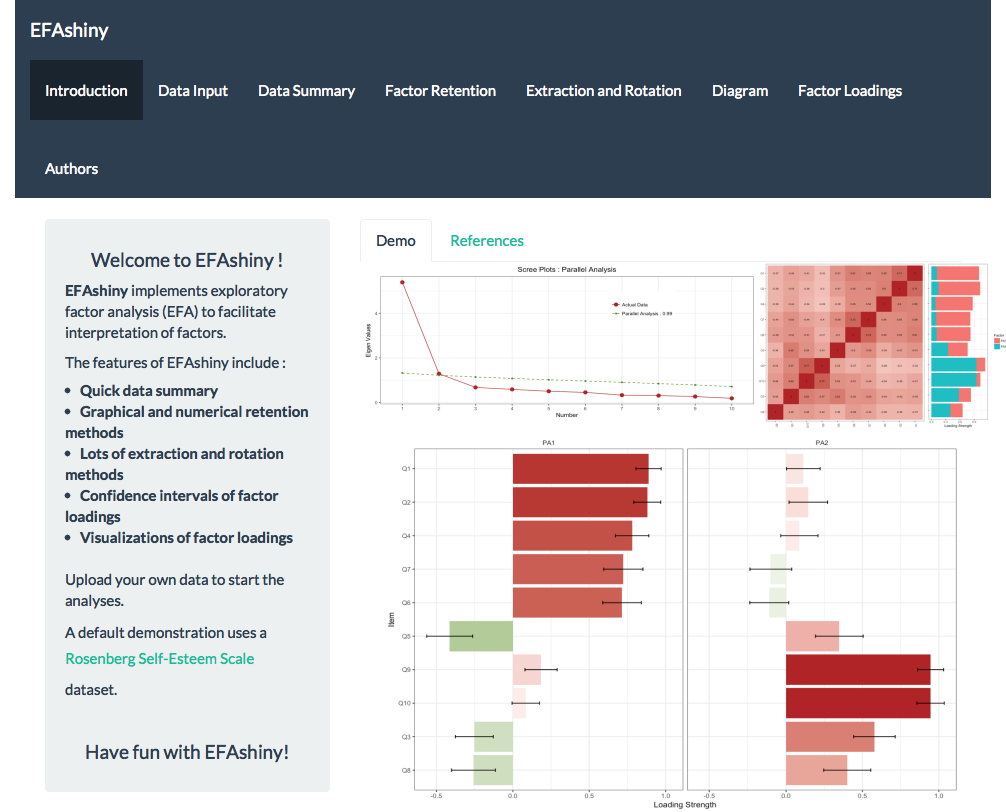 EFAshiny
Introduction Data Input Data Summary Factor Retention Extraction and Rotation Diagram Factor Loadings
Authors
Welcome to EFAshiny !
EFAshiny implements exploratory
factor analysis (EFA) to facilitate
interpretation of factors.
The features of EFAshiny include :
• Quick data summary
• Graphical and numerical retention
methods
• Lots of extraction and rotation
methods
• Confidence intervals of factor
loadings
• Visualizations of factor loadings
Upload your own data to start the
analyses.
A default demonstration uses a
Rosenberg Self-Esteem Scale
dataset.
Have fun with EFAshiny!
Demo References
Scree Plots : Parallel Analysis
Eigen Values
4
2
0
Actual Data
Parallel Analysis : 0.99
1 2 3 4 5 6 7 8 9 10
Number
Factor
Loading Strength
PA1 PA2
Item
Q1
Q2
Q4
Q7
Q6
Q5
Q9
Q10
Q3
Q8
-0.5 0.0 0.5 1.0 -0.5 0.0 0.5 1.0
Loading Strength